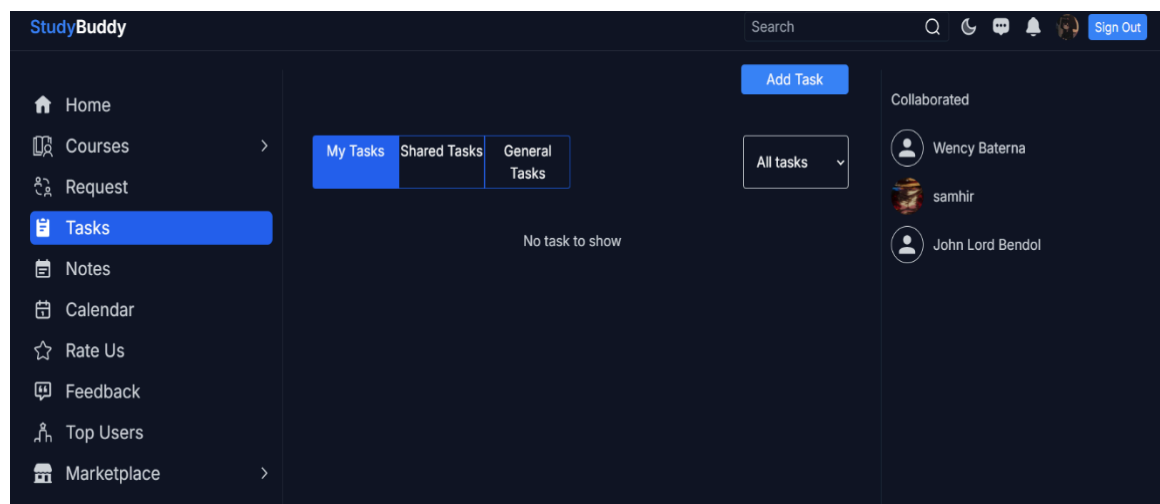 StudyBuddy
Search
Sign Out
Home
Courses
Request
Tasks
Notes
Calendar
Rate Us
Feedback
Top Users
Marketplace
Add Task
My Tasks
Shared Tasks
General
Tasks
All tasks
No task to show
Collaborated
Wency Baterna
samhir
John Lord Bendol